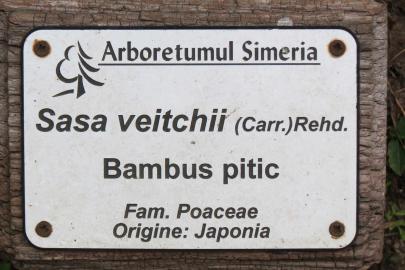 Arboretumul Simeria
Sasa veitchii (Carr.)Rehd.
Bambus pitic
Fam. Poaceae
Origine: Japonia